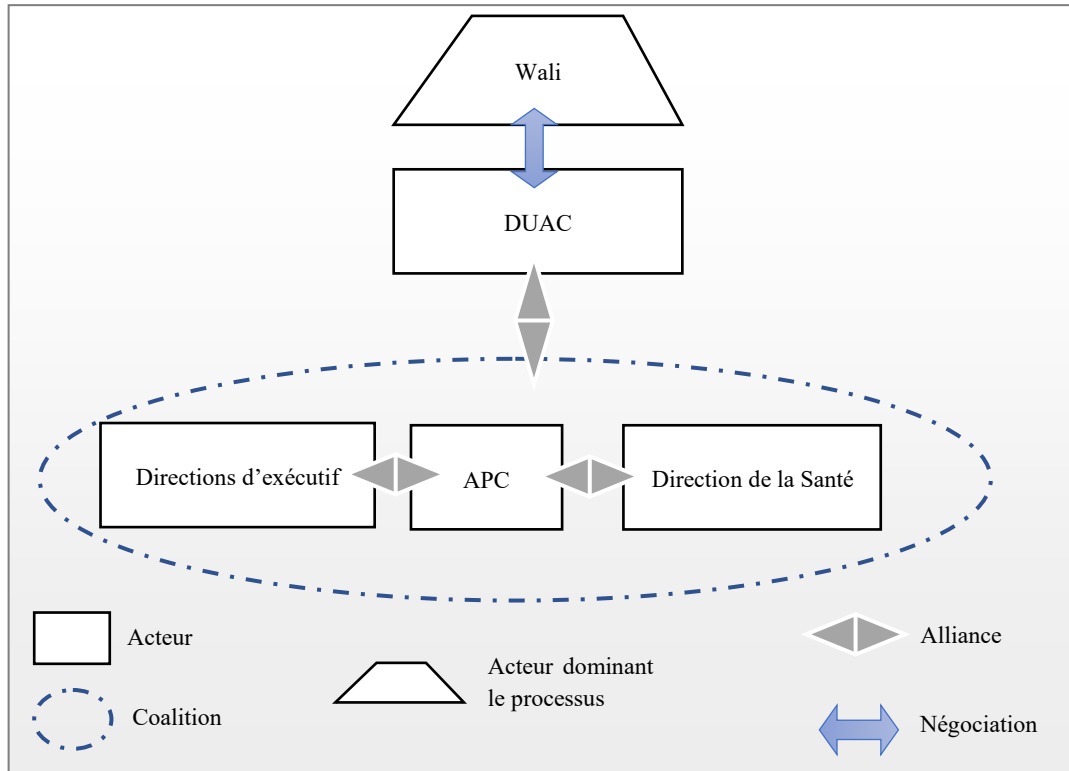 Wali
DUAC
Directions d’exécutif
APC
Direction de la Santé
Acteur
Alliance
Acteur dominant
le processus
Coalition
Négociation